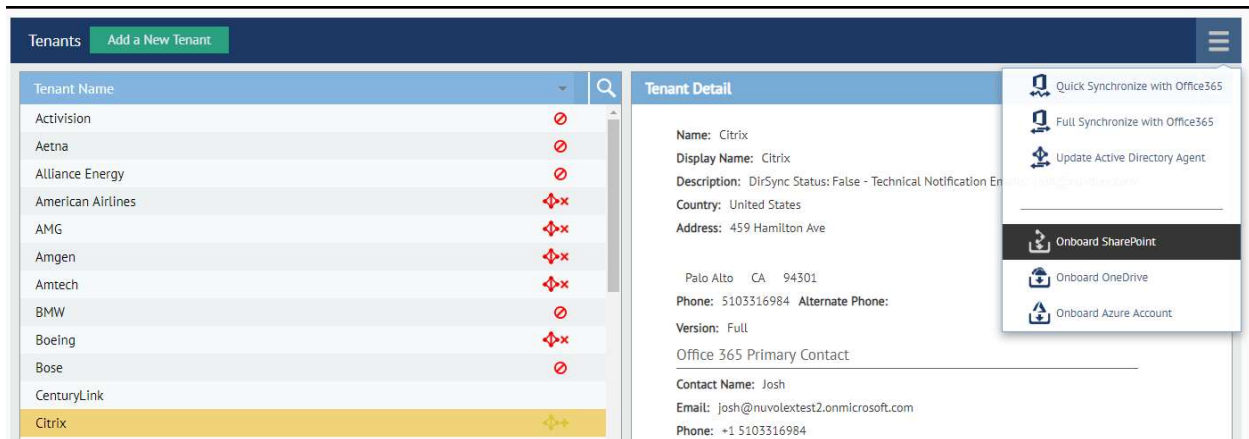 Tenants Add a New Tenant
Tenant Name
Activision
Aetna
Alliance Energy
American Airlines
AMG
Amgen
Amtech
BMW
Boeing
Bose
CenturyLink
Citrix
Tenant Detail
Name: Citrix
Display Name: Citrix
Description: DirSync Status: False - Technical Notification
Country: United States
Address: 459 Hamilton Ave
Palo Alto CA 94301
Phone: 5103316984 Alternate Phone:
Version: Full
Office 365 Primary Contact
Contact Name: Josh
Email: josh@nuvolextest2.onmicrosoft.com
Phone: +1 5103316984
Quick Synchronize with Office365
Full Synchronize with Office365
Update Active Directory Agent
Onboard SharePoint
Onboard OneDrive
Onboard Azure Account